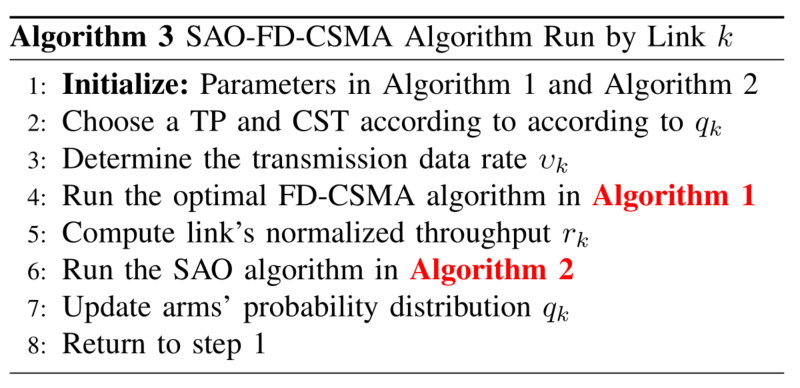 Algorithm 3 SAO-FD-CSMA Algorithm Run by Link k
1: Initialize: Parameters in Algorithm 1 and Algorithm 2
2: Choose a TP and CST according to according to q_k
3: Determine the transmission data rate υ_k
4: Run the optimal FD-CSMA algorithm in Algorithm 1
5: Compute link's normalized throughput r_k
6: Run the SAO algorithm in Algorithm 2
7: Update arms' probability distribution q_k
8: Return to step 1